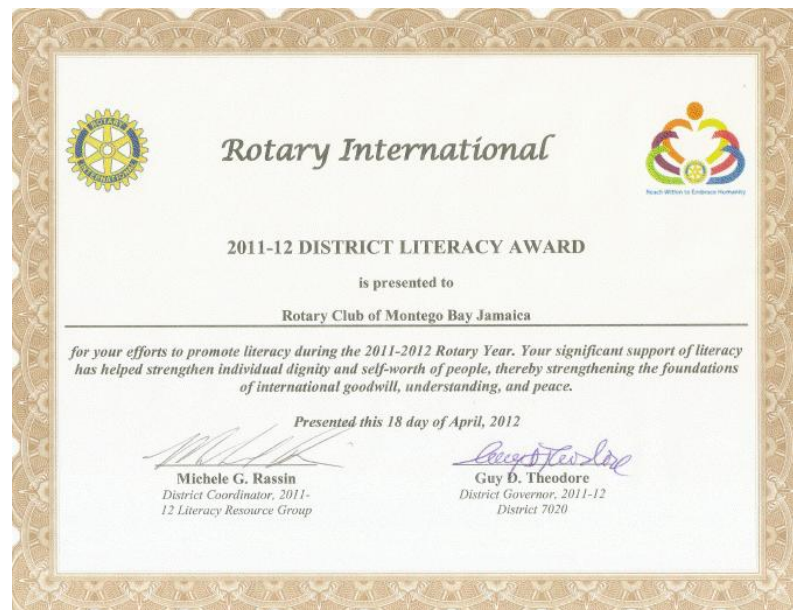 ROTARY
INTERNATIONAL
Rotary International
Reach Within to Embrace Humanity
2011-12 DISTRICT LITERACY AWARD
is presented to
Rotary Club of Montego Bay Jamaica
for your efforts to promote literacy during the 2011-2012 Rotary Year. Your significant support of literacy
has helped strengthen individual dignity and self-worth of people, thereby strengthening the foundations
of international goodwill, understanding, and peace.
Presented this 18 day of April, 2012
Michele G. Rassin
District Coordinator, 2011-
12 Literacy Resource Group
Guy D. Theodore
District Governor, 2011-12
District 7020